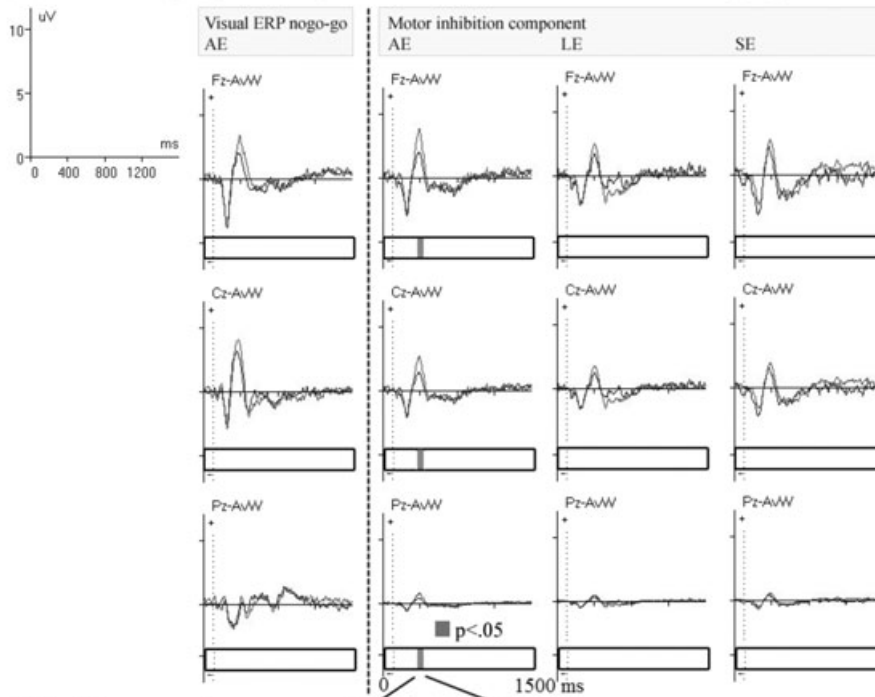 uV
10
5
0
ms
0 400 800 1200
Visual ERP nogo-go
AE
Motor inhibition component
AE LE SE
Fz-AvW Fz-AvW Fz-AvW Fz-AvW
+ + + +
Cz-AvW Cz-AvW Cz-AvW Cz-AvW
+ + + +
Pz-AvW Pz-AvW Pz-AvW Pz-AvW
+ + + +
p<.05
0 1500 ms